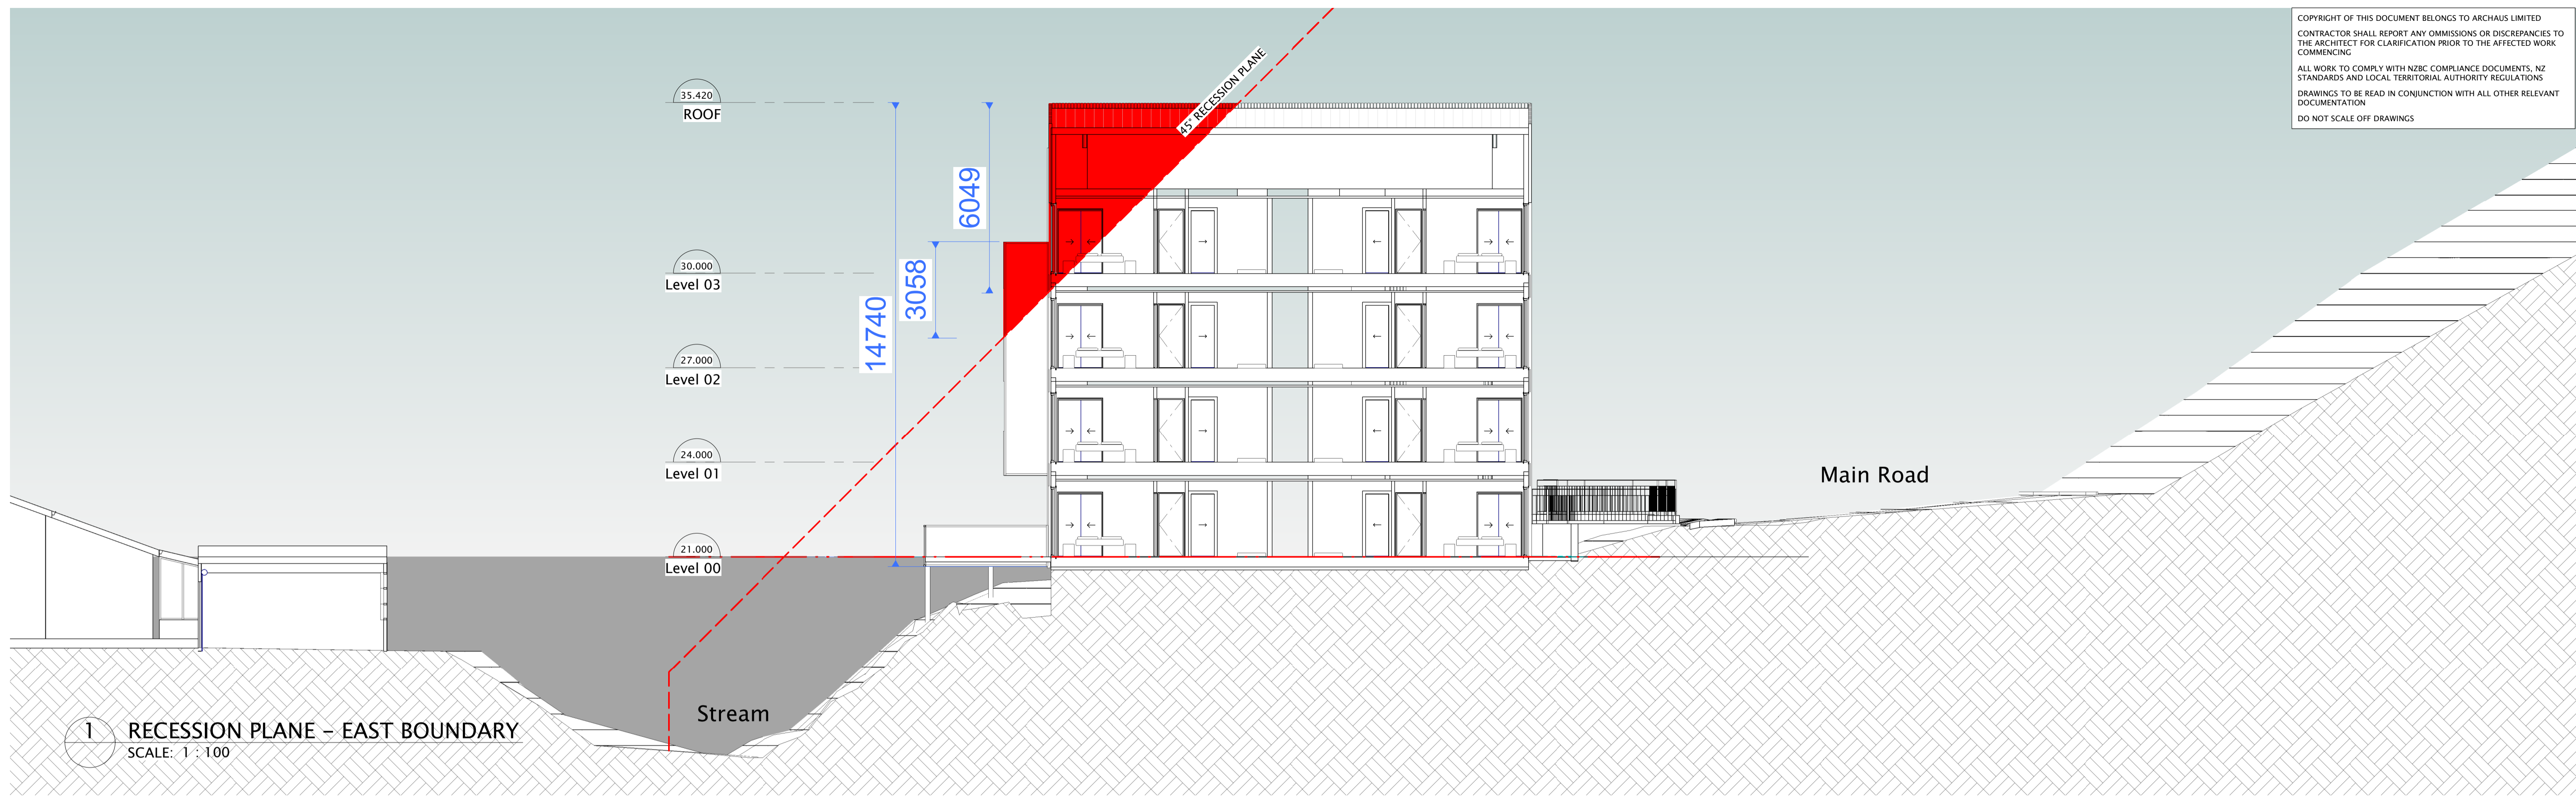 COPYRIGHT OF THIS DOCUMENT BELONGS TO ARCHAUS LIMITED
CONTRACTOR SHALL REPORT ANY OMMISSIONS OR DISCREPANCIES TO
THE ARCHITECT FOR CLARIFICATION PRIOR TO THE AFFECTED WORK
COMMENCING
ALL WORK TO COMPLY WITH NZBC COMPLIANCE DOCUMENTS, NZ
STANDARDS AND LOCAL TERRITORIAL AUTHORITY REGULATIONS
DRAWINGS TO BE READ IN CONJUNCTION WITH ALL OTHER RELEVANT
DOCUMENTATION
DO NOT SCALE OFF DRAWINGS
45° RECESSION PLANE
35.420
ROOF
6049
30.000
Level 03
3058
14740
27.000
Level 02
24.000
Level 01
Main Road
21.000
Level 00
Stream
1
RECESSION PLANE – EAST BOUNDARY
SCALE: 1 : 100